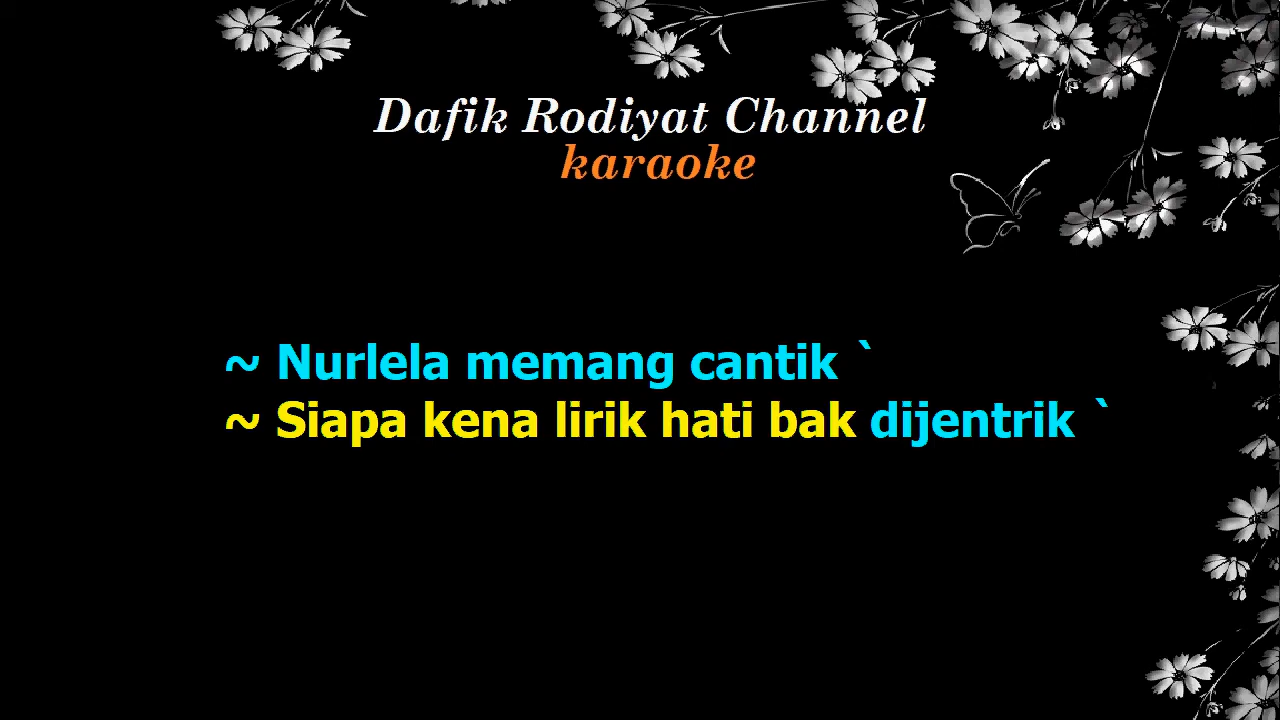 Dafik Rodiyat Channel
karaoke
~ Nurlela memang cantik `
~ Siapa kena lirik hati bak dijentrik `